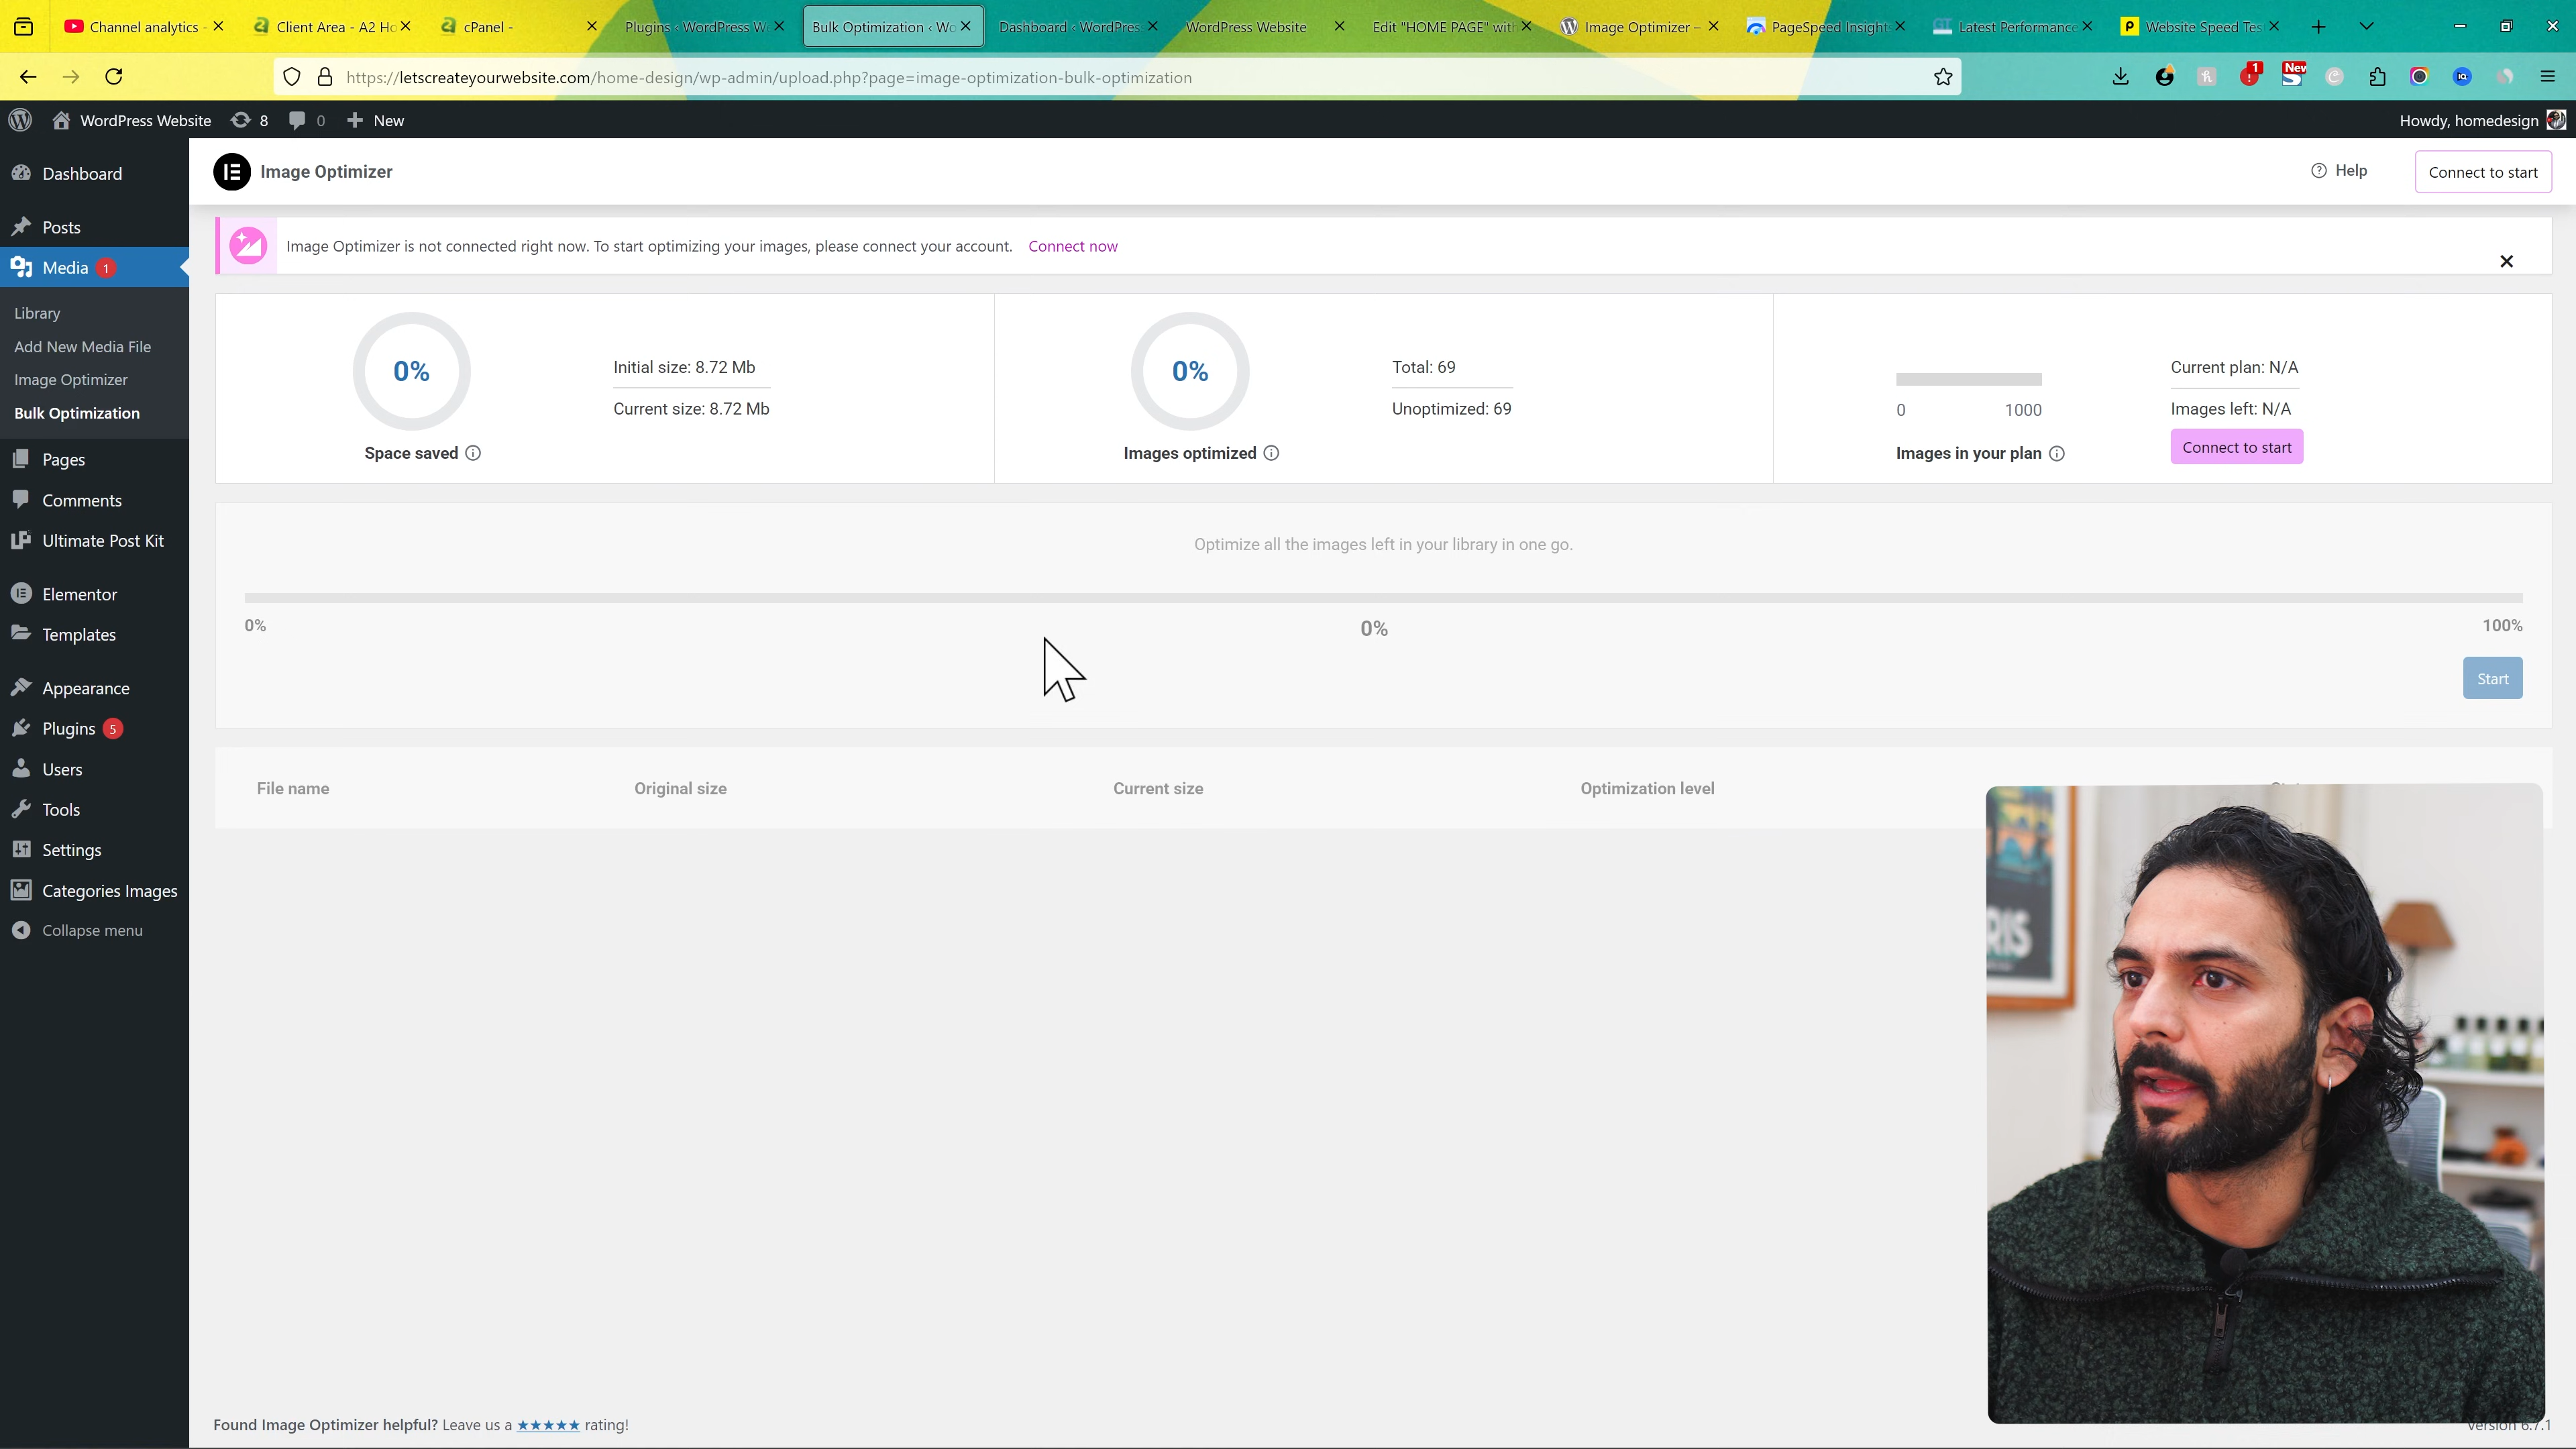 Channel analytics -
Client Area - A2 Ho
cPanel -
Plugins ‹ WordPress W
Bulk Optimization ‹ Wo
Dashboard ‹ WordPres
WordPress Website
Edit "HOME PAGE" wit
Image Optimizer –
PageSpeed Insight
Latest Performance
Website Speed Tes
https://letscreateyourwebsite.com/home-design/wp-admin/upload.php?page=image-optimization-bulk-optimization
1
New
WordPress Website
8
0
New
Howdy, homedesign
Dashboard
Posts
Media 1
Library
Add New Media File
Image Optimizer
Bulk Optimization
Pages
Comments
Ultimate Post Kit
Elementor
Templates
Appearance
Plugins 5
Users
Tools
Settings
Categories Images
Collapse menu
Image Optimizer
Help
Connect to start
Image Optimizer is not connected right now. To start optimizing your images, please connect your account. Connect now
0%
Space saved
Initial size: 8.72 Mb
Current size: 8.72 Mb
0%
Images optimized
Total: 69
Unoptimized: 69
0 1000
Images in your plan
Current plan: N/A
Images left: N/A
Connect to start
Optimize all the images left in your library in one go.
0%
0%
100%
Start
File name
Original size
Current size
Optimization level
RIS
Found Image Optimizer helpful? Leave us a ★★★★★ rating!
Version 6.7.1